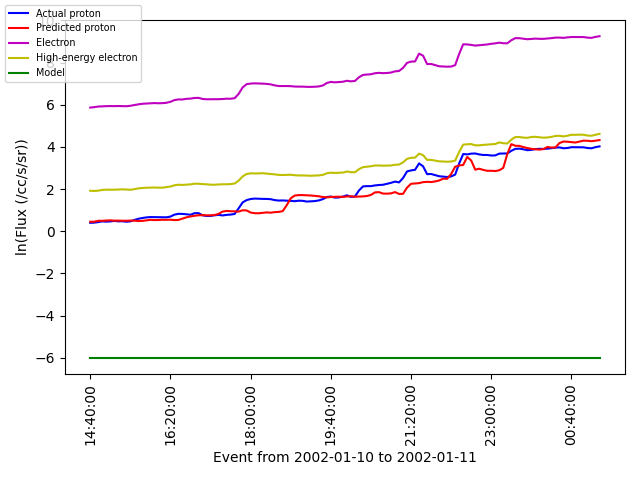 Actual proton
Predicted proton
Electron
High-energy electron
Model
6
4
2
0
−2
−4
−6
ln(Flux (/cc/s/sr))
14:40:00
16:20:00
18:00:00
19:40:00
21:20:00
23:00:00
00:40:00
Event from 2002-01-10 to 2002-01-11